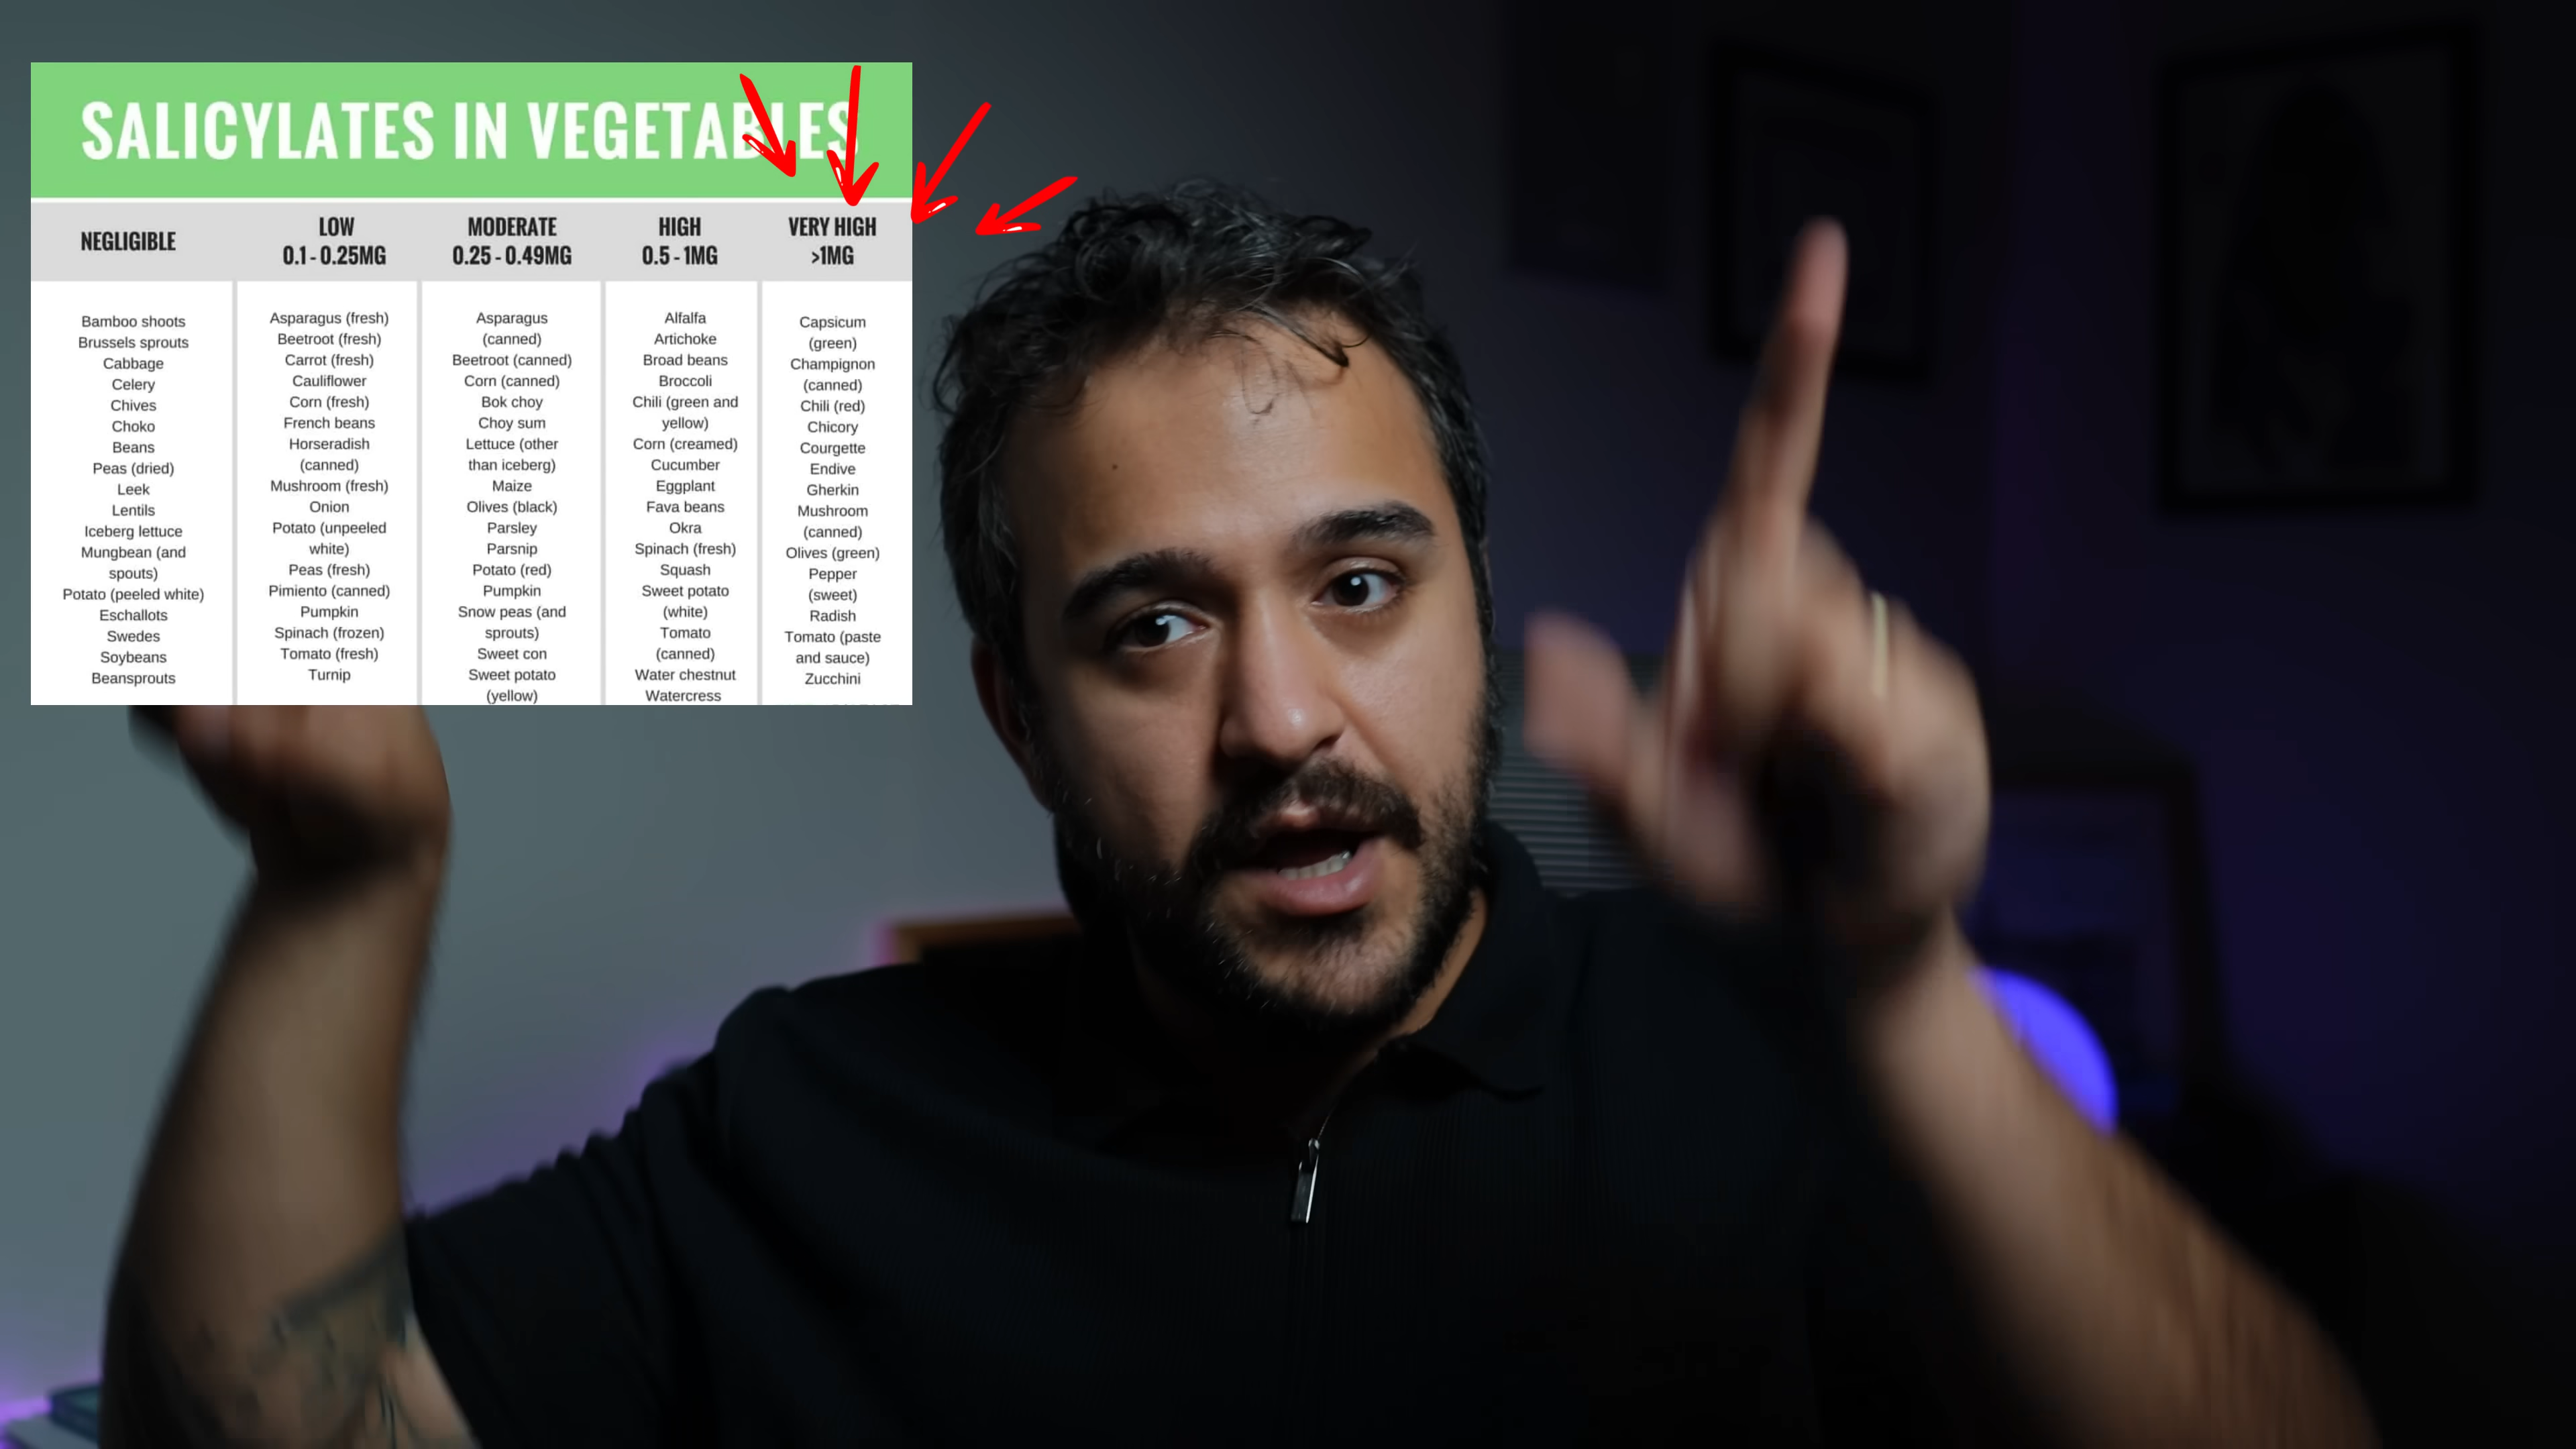 SALICYLATES IN VEGETABLES
NEGLIGIBLE
Bamboo shoots
Brussels sprouts
Cabbage
Celery
Chives
Choko
Beans
Peas (dried)
Leek
Lentils
Iceberg lettuce
Mungbean (and
spouts)
Potato (peeled white)
Eschallots
Swedes
Soybeans
Beansprouts
LOW
0.1 - 0.25MG
Asparagus (fresh)
Beetroot (fresh)
Carrot (fresh)
Cauliflower
Corn (fresh)
French beans
Horseradish
(canned)
Mushroom (fresh)
Onion
Potato (unpeeled
white)
Peas (fresh)
Pimiento (canned)
Pumpkin
Spinach (frozen)
Tomato (fresh)
Turnip
MODERATE
0.25 - 0.49MG
Asparagus
(canned)
Beetroot (canned)
Corn (canned)
Bok choy
Choy sum
Lettuce (other
than iceberg)
Maize
Olives (black)
Parsley
Parsnip
Potato (red)
Pumpkin
Snow peas (and
sprouts)
Sweet con
Sweet potato
(yellow)
HIGH
0.5 - 1MG
Alfalfa
Artichoke
Broad beans
Broccoli
Chili (green and
yellow)
Corn (creamed)
Cucumber
Eggplant
Fava beans
Okra
Spinach (fresh)
Squash
Sweet potato
(white)
Tomato
(canned)
Water chestnut
Watercress
VERY HIGH
>1MG
Capsicum
(green)
Champignon
(canned)
Chili (red)
Chicory
Courgette
Endive
Gherkin
Mushroom
(canned)
Olives (green)
Pepper
(sweet)
Radish
Tomato (paste
and sauce)
Zucchini